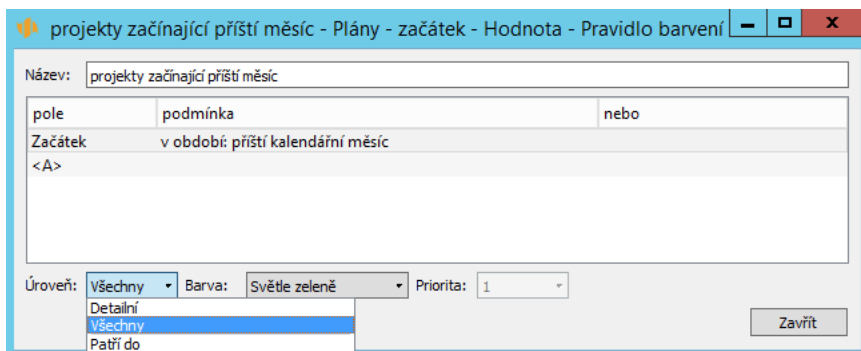 projekty začínající příští měsíc - Plány - začátek - Hodnota - Pravidlo barvení
Název: projekty začínající příští měsíc
pole podmínka nebo
Začátek v období: příští kalendářní měsíc
<A>
Úroveň: Všechny Barva: Světle zeleně Priorita: 1
Detailní
Všechny
Patří do
Zavřít